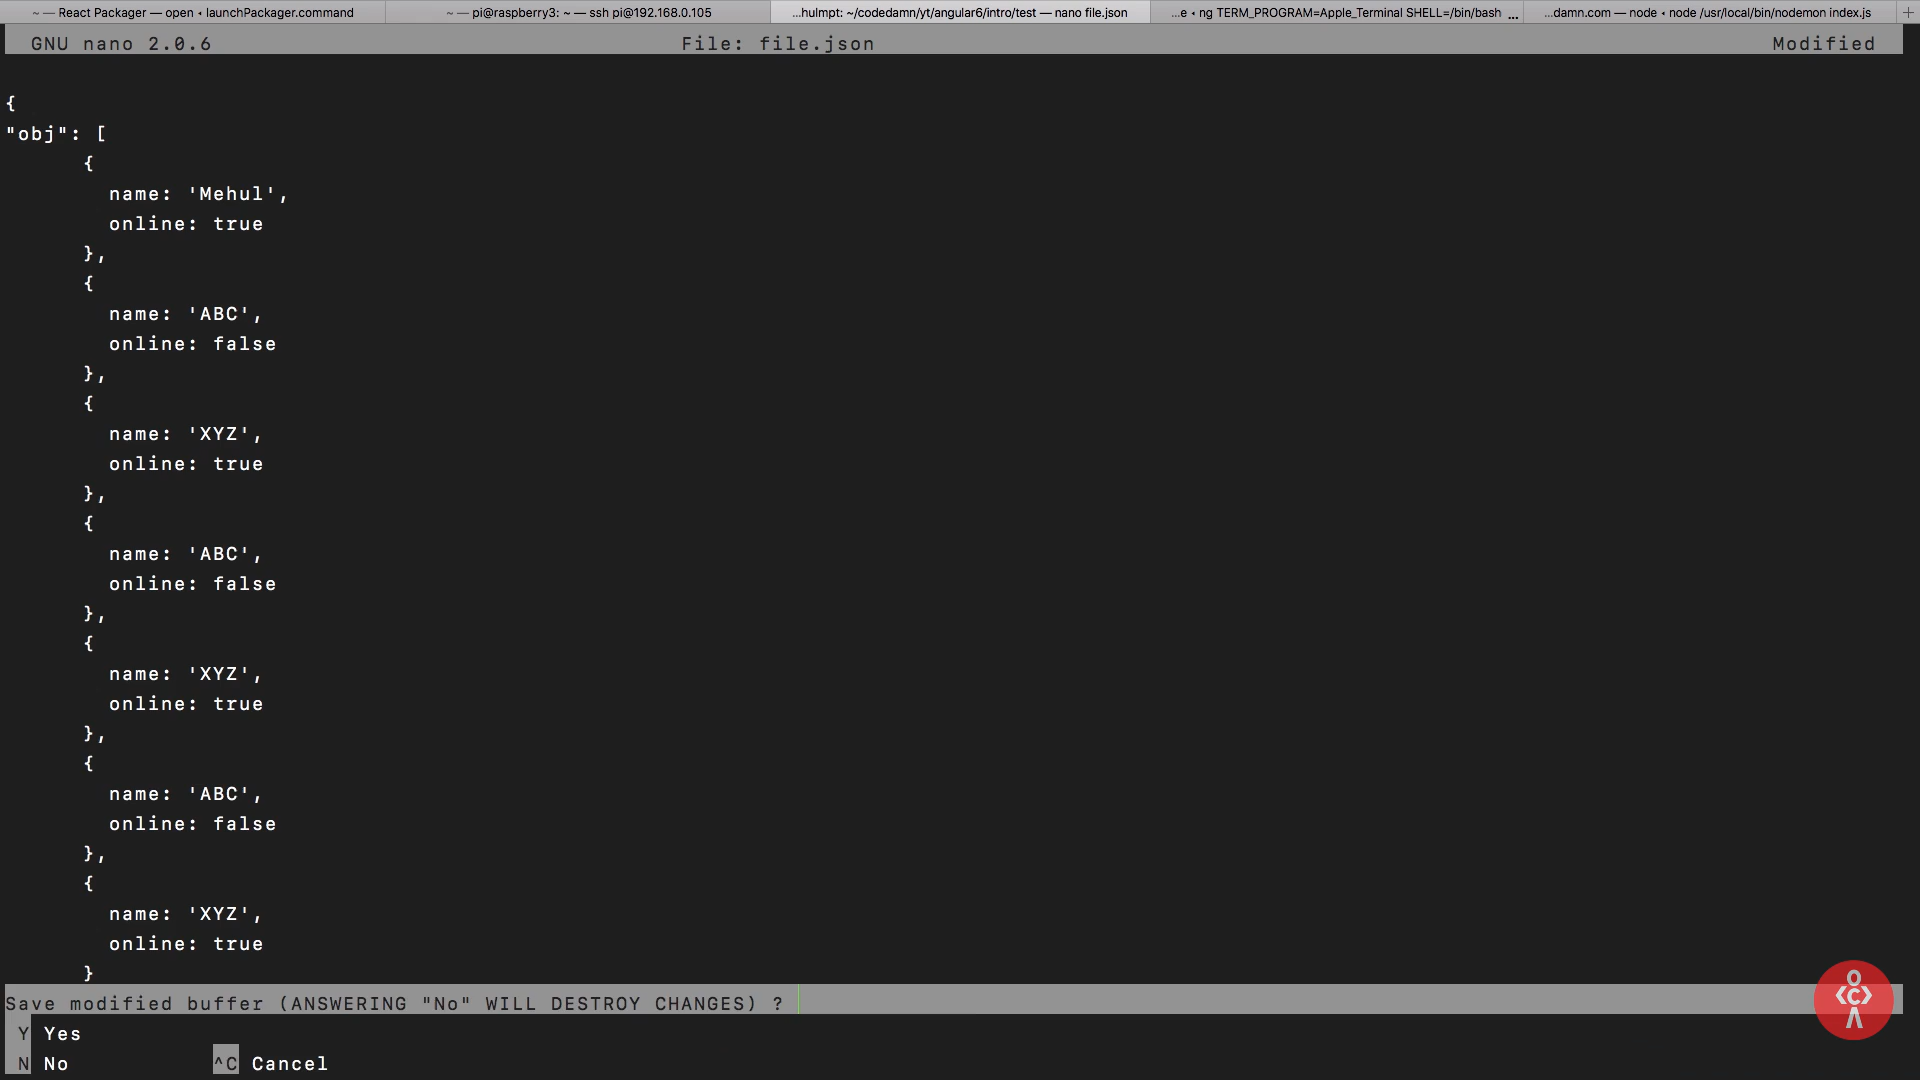 ~ — React Packager — open ‹ launchPackager.command
~ — pi@raspberry3: ~ — ssh pi@192.168.0.105
...hulmpt: ~/codedamn/yt/angular6/intro/test — nano file.json
...e ‹ ng TERM_PROGRAM=Apple_Terminal SHELL=/bin/bash ...
...damn.com — node ‹ node /usr/local/bin/nodemon index.js
+
GNU nano 2.0.6 File: file.json Modified
{
"obj": [
{
name: 'Mehul',
online: true
},
{
name: 'ABC',
online: false
},
{
name: 'XYZ',
online: true
},
{
name: 'ABC',
online: false
},
{
name: 'XYZ',
online: true
},
{
name: 'ABC',
online: false
},
{
name: 'XYZ',
online: true
}
Save modified buffer (ANSWERING "No" WILL DESTROY CHANGES) ?
Y Yes
N No ^C Cancel